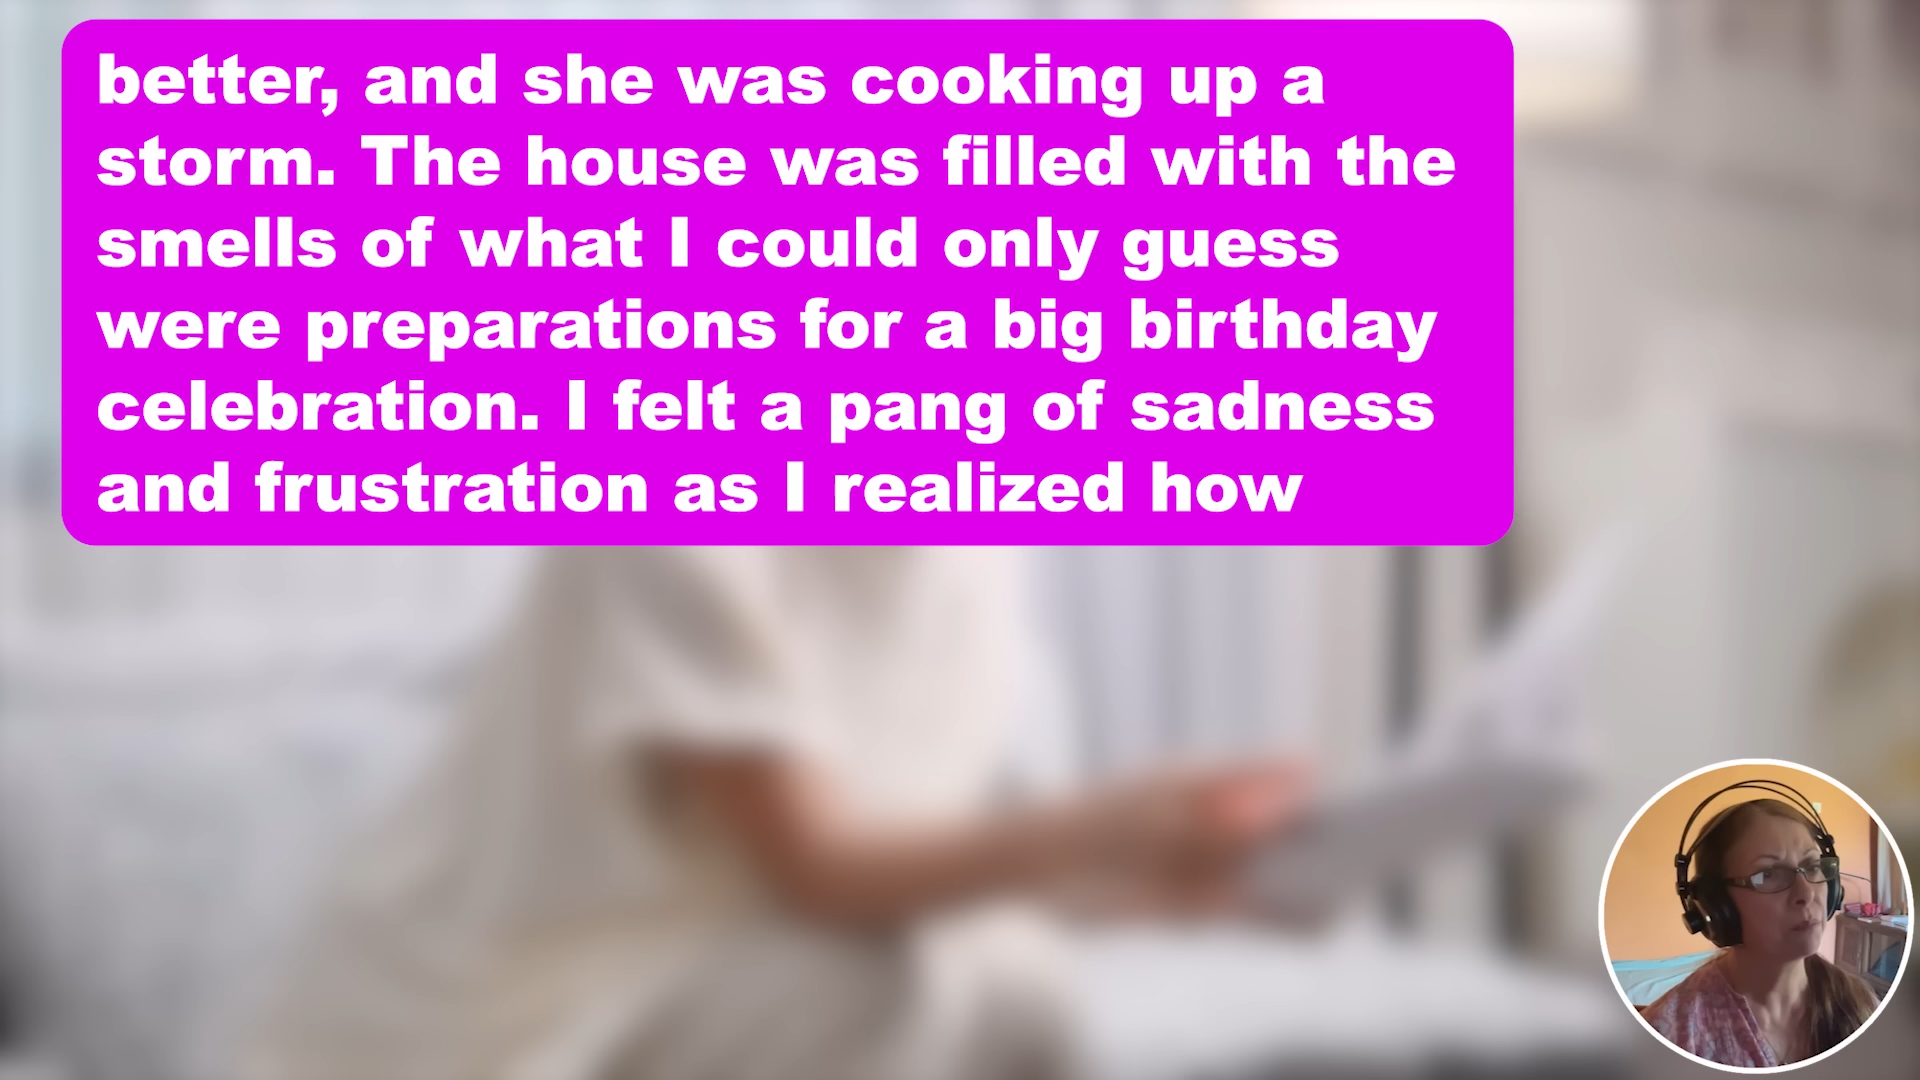 better, and she was cooking up a
storm. The house was filled with the
smells of what I could only guess
were preparations for a big birthday
celebration. I felt a pang of sadness
and frustration as I realized how